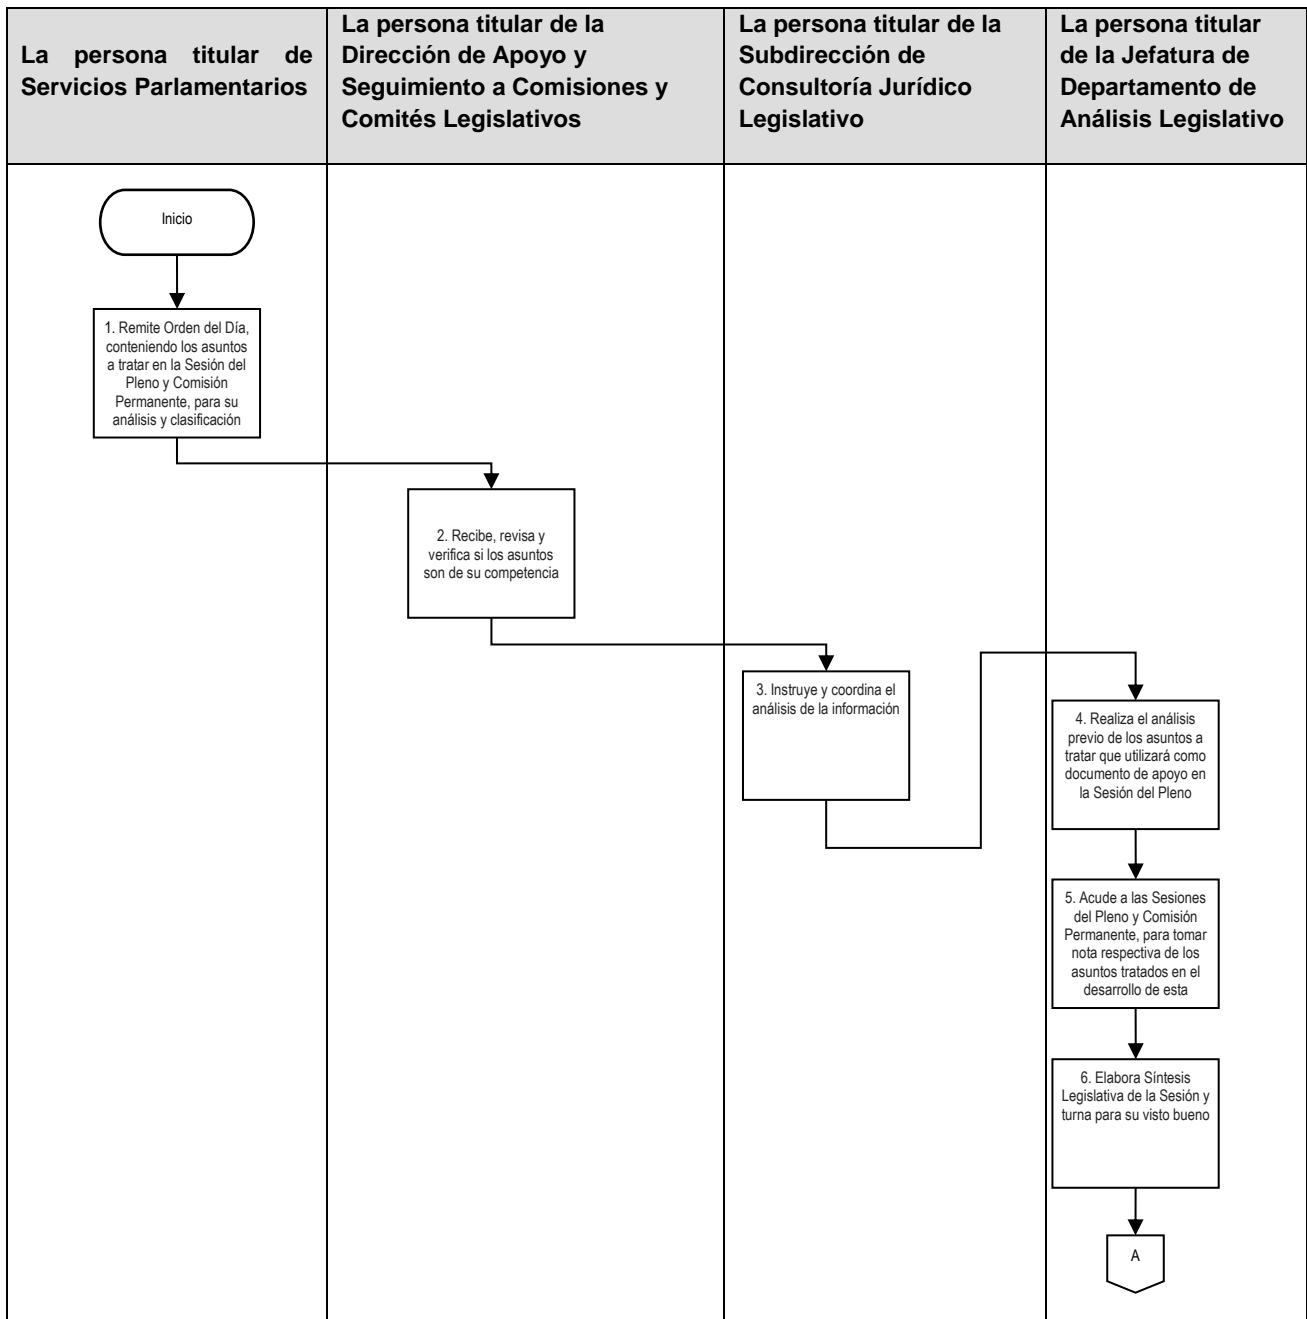 La persona titular de
Servicios Parlamentarios
La persona titular de la
Dirección de Apoyo y
Seguimiento a Comisiones y
Comités Legislativos
La persona titular de la
Subdirección de
Consultoría Jurídico
Legislativo
La persona titular
de la Jefatura de
Departamento de
Análisis Legislativo
Inicio
1. Remite Orden del Día,
conteniendo los asuntos
a tratar en la Sesión del
Pleno y Comisión
Permanente, para su
análisis y clasificación
2. Recibe, revisa y
verifica si los asuntos
son de su competencia
3. Instruye y coordina el
análisis de la información
4. Realiza el análisis
previo de los asuntos a
tratar que utilizará como
documento de apoyo en
la Sesión del Pleno
5. Acude a las Sesiones
del Pleno y Comisión
Permanente, para tomar
nota respectiva de los
asuntos tratados en el
desarrollo de esta
6. Elabora Síntesis
Legislativa de la Sesión y
turna para su visto bueno
A